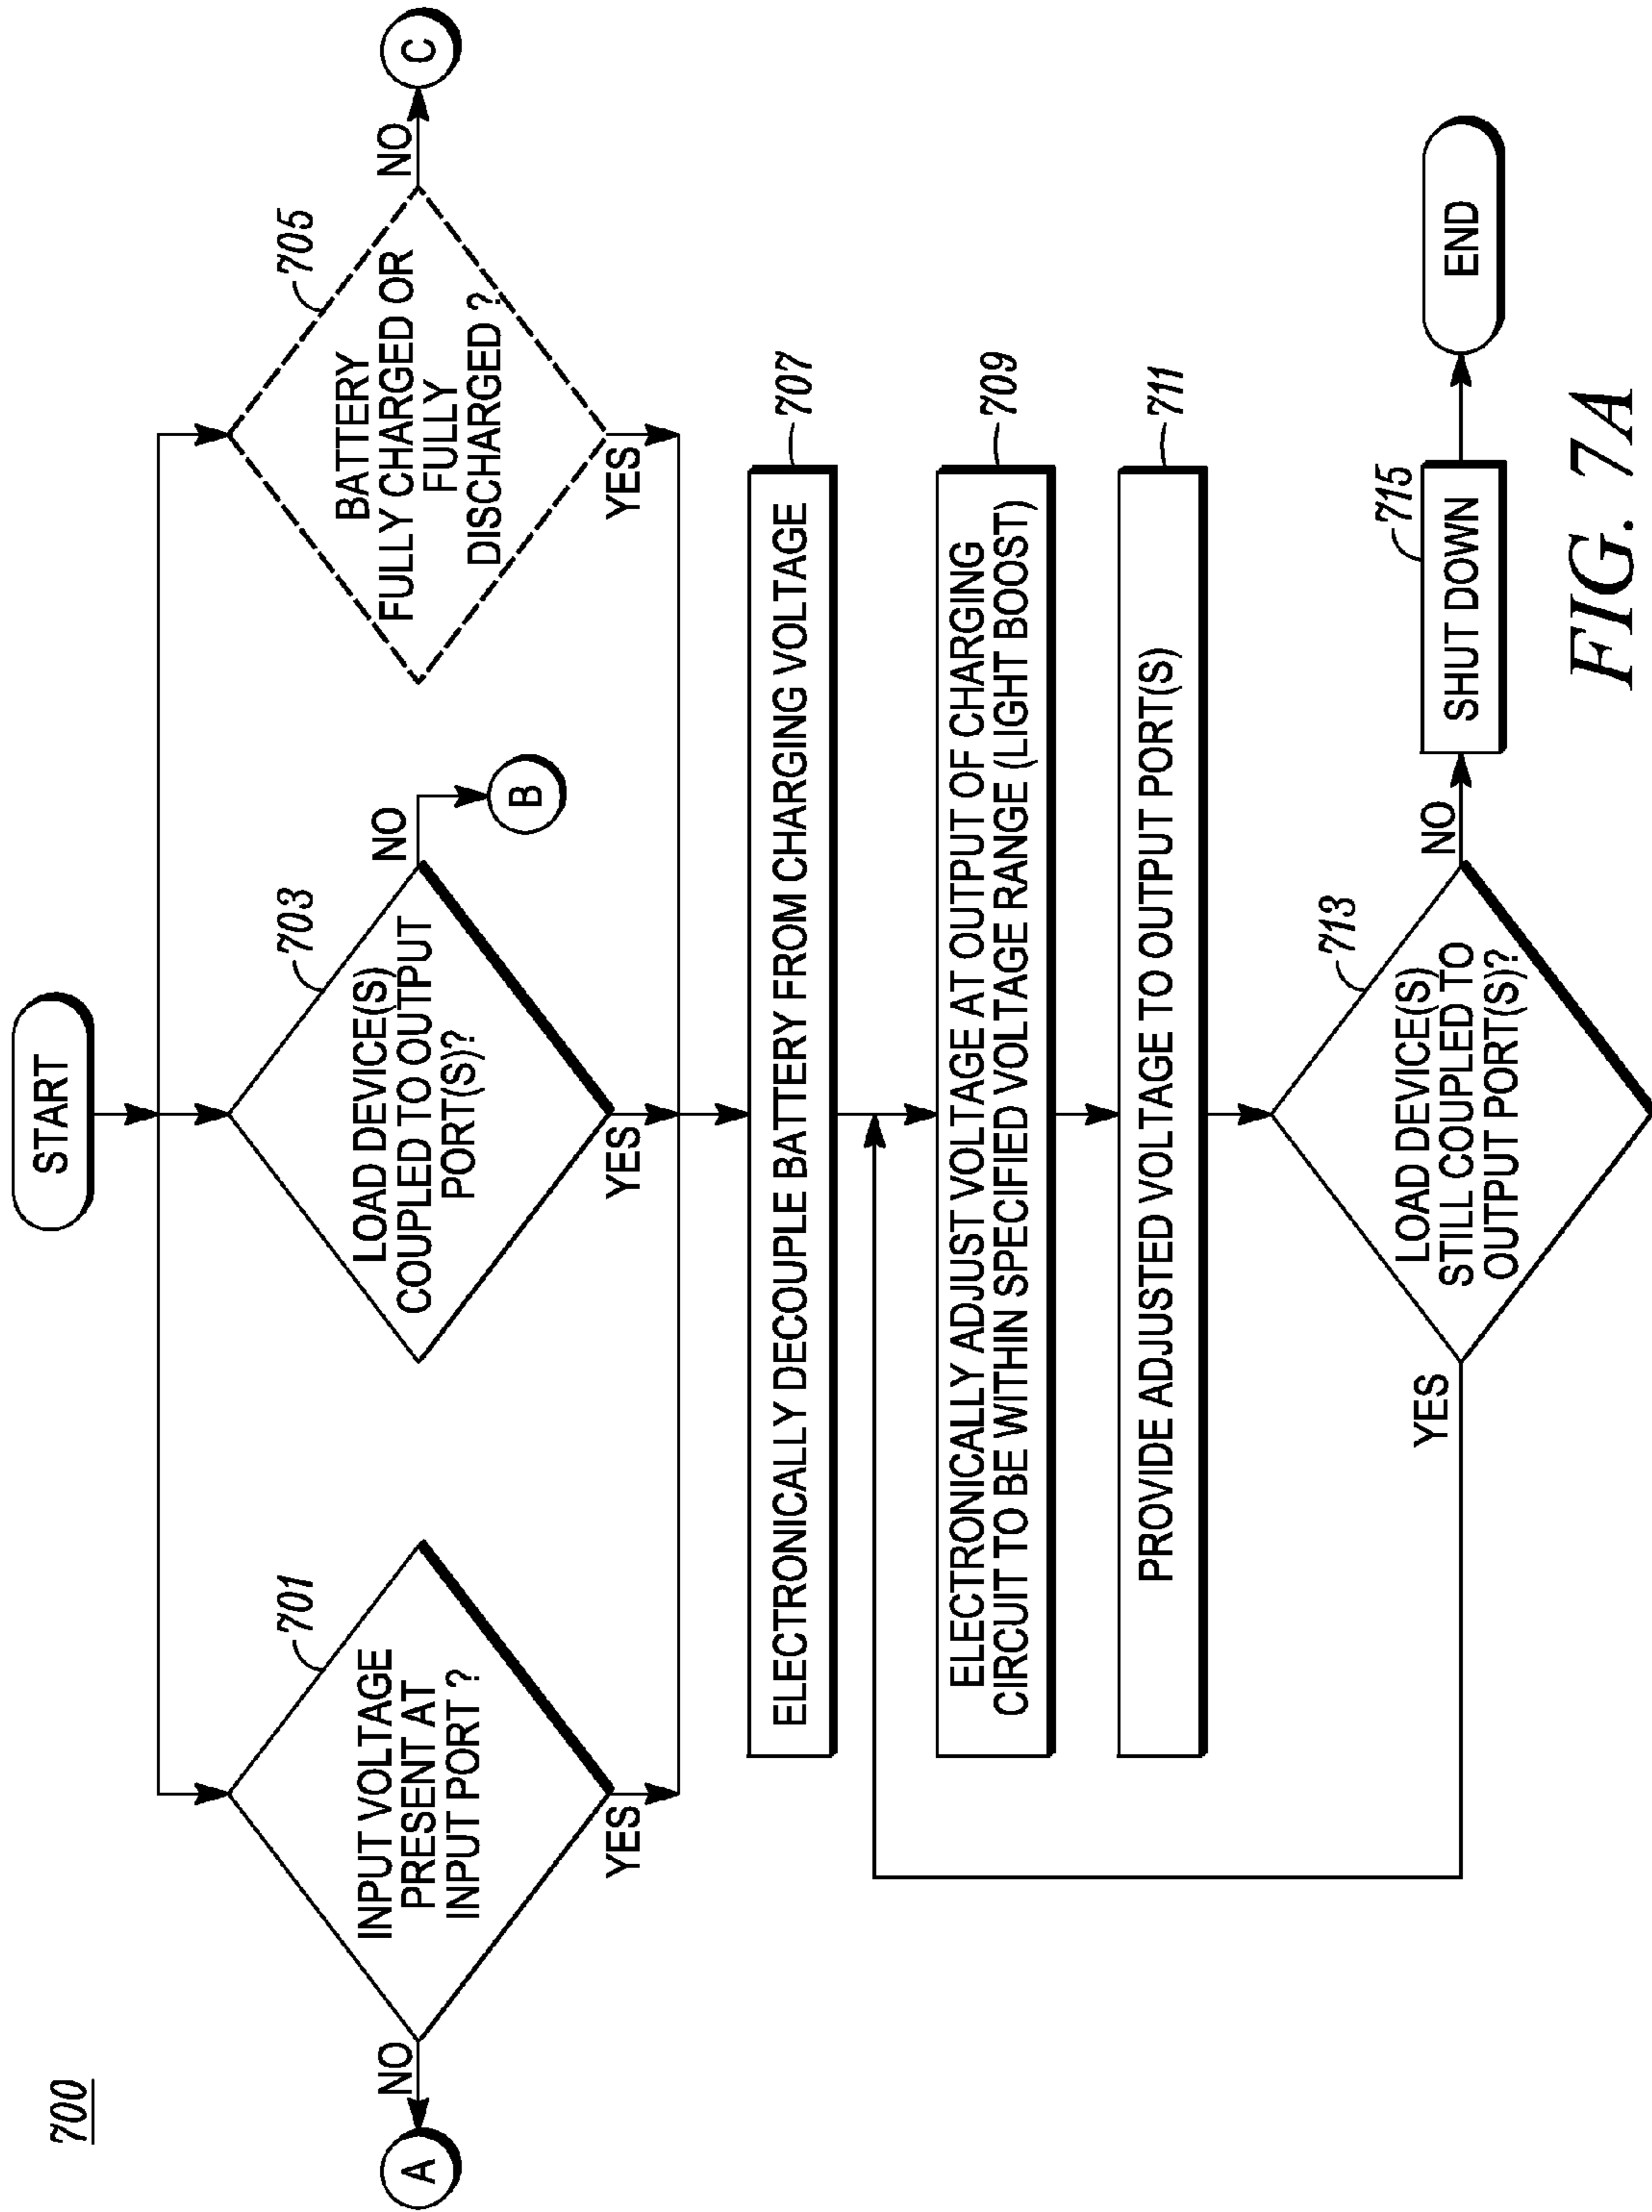 700
START
INPUT VOLTAGE
PRESENT AT
INPUT PORT ?
701
NO
A
YES
LOAD DEVICE(S)
COUPLED TO OUTPUT
PORT(S)?
703
NO
B
YES
BATTERY
FULLY CHARGED OR
FULLY
DISCHARGED ?
705
NO
C
YES
ELECTRONICALLY DECOUPLE BATTERY FROM CHARGING VOLTAGE
707
ELECTRONICALLY ADJUST VOLTAGE AT OUTPUT OF CHARGING
CIRCUIT TO BE WITHIN SPECIFIED VOLTAGE RANGE (LIGHT BOOST)
709
PROVIDE ADJUSTED VOLTAGE TO OUTPUT PORT(S)
711
LOAD DEVICE(S)
STILL COUPLED TO
OUTPUT PORT(S)?
713
YES
NO
SHUT DOWN
715
END
FIG. 7A